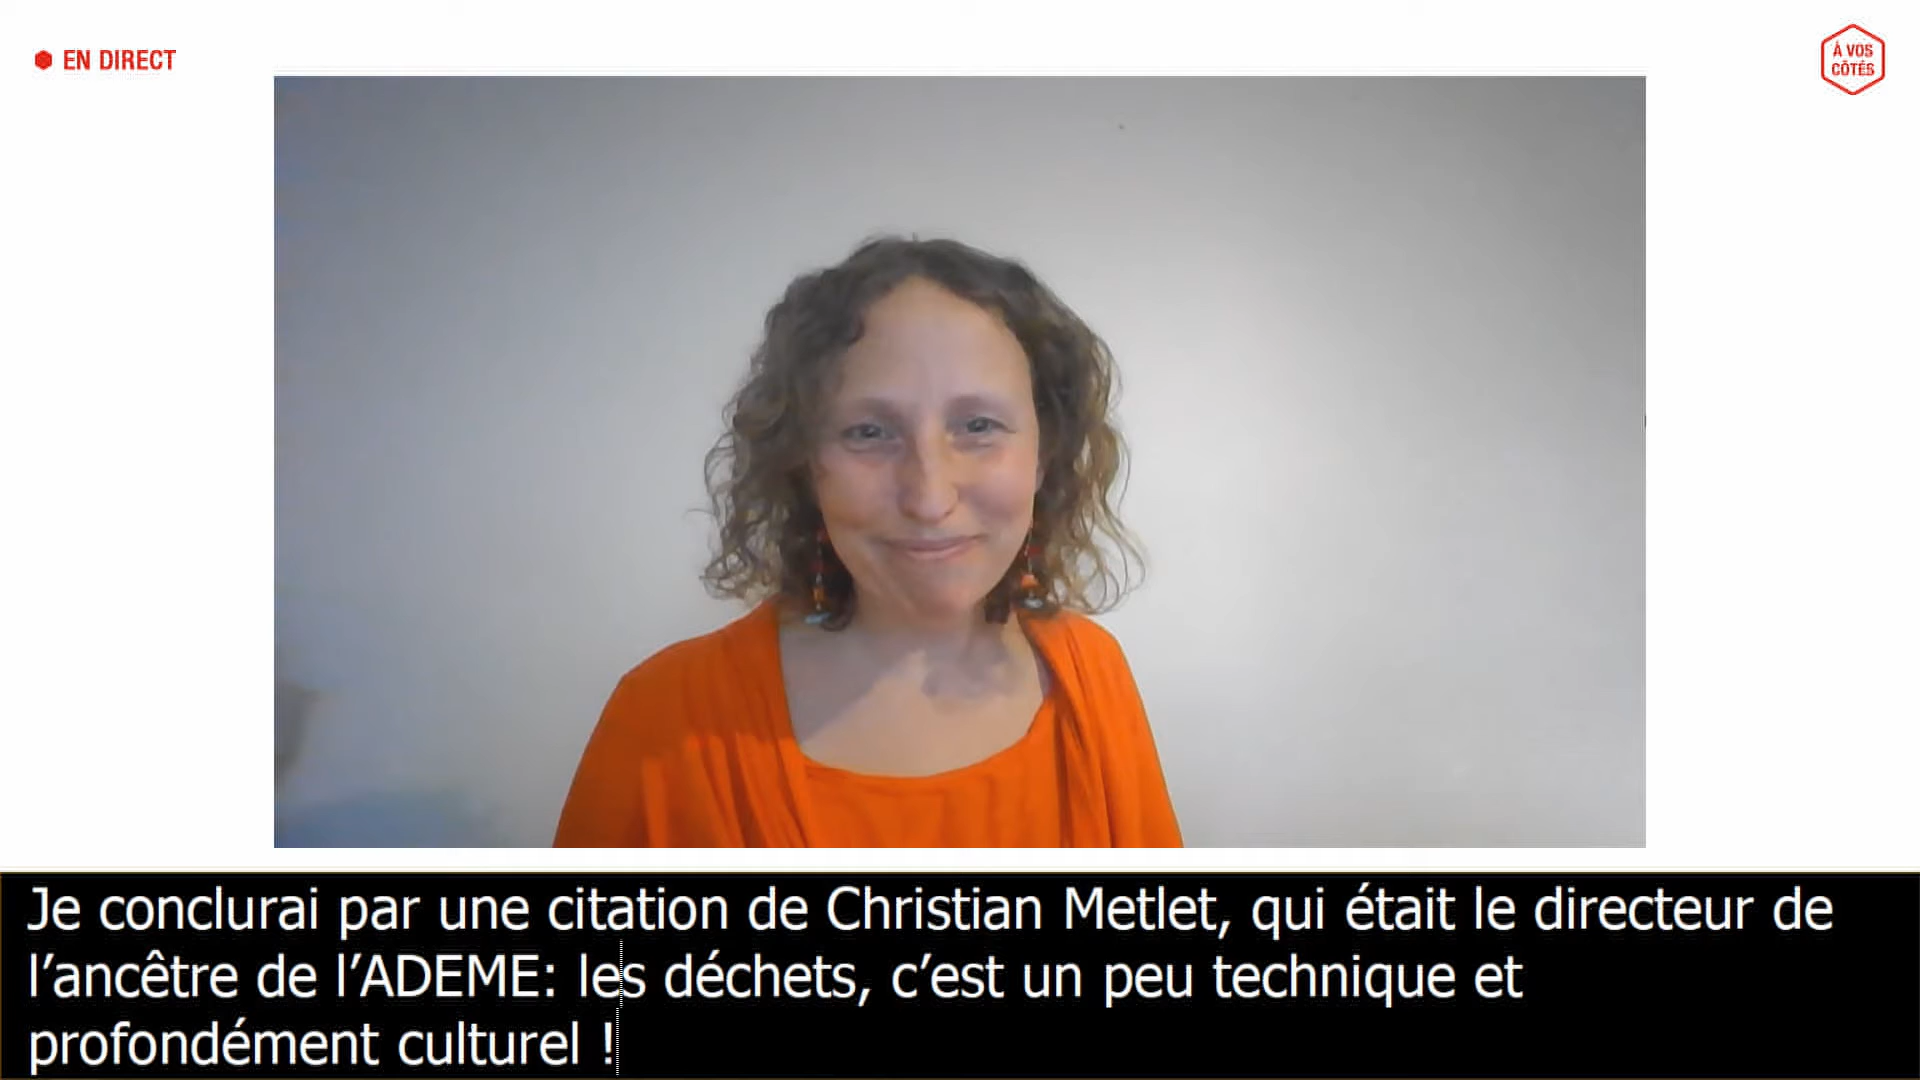 EN DIRECT
À VOS
CÔTÉS
Je conclurai par une citation de Christian Metlet, qui était le directeur de
l’ancêtre de l’ADEME: les déchets, c’est un peu technique et
profondément culturel !